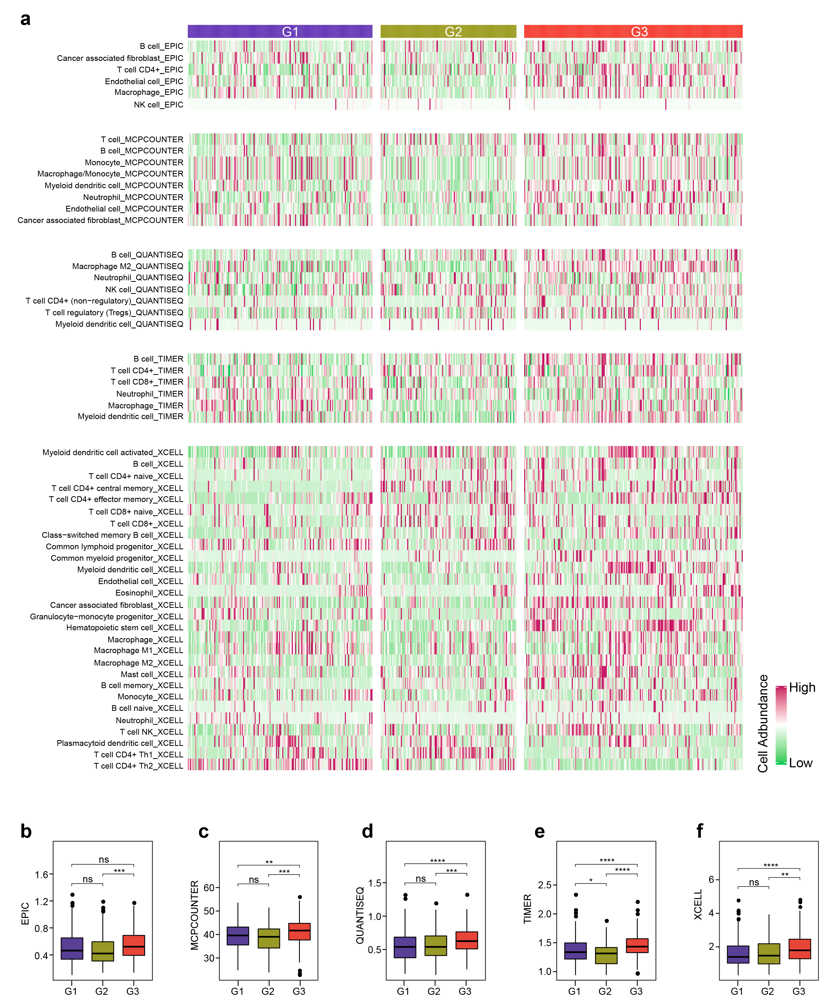 a
G1 G2 G3
B cell_EPIC
Cancer associated fibroblast_EPIC
T cell CD4+_EPIC
Endothelial cell_EPIC
Macrophage_EPIC
NK cell_EPIC
T cell_MCPCOUNTER
B cell_MCPCOUNTER
Monocyte_MCPCOUNTER
Macrophage/Monocyte_MCPCOUNTER
Myeloid dendritic cell_MCPCOUNTER
Neutrophil_MCPCOUNTER
Endothelial cell_MCPCOUNTER
Cancer associated fibroblast_MCPCOUNTER
B cell_QUANTISEQ
Macrophage M2_QUANTISEQ
Neutrophil_QUANTISEQ
NK cell_QUANTISEQ
T cell CD4+ (non−regulatory)_QUANTISEQ
T cell regulatory (Tregs)_QUANTISEQ
Myeloid dendritic cell_QUANTISEQ
B cell_TIMER
T cell CD4+_TIMER
T cell CD8+_TIMER
Neutrophil_TIMER
Macrophage_TIMER
Myeloid dendritic cell_TIMER
Myeloid dendritic cell activated_XCELL
B cell_XCELL
T cell CD4+ naive_XCELL
T cell CD4+ central memory_XCELL
T cell CD4+ effector memory_XCELL
T cell CD8+ naive_XCELL
T cell CD8+_XCELL
Class−switched memory B cell_XCELL
Common lymphoid progenitor_XCELL
Common myeloid progenitor_XCELL
Myeloid dendritic cell_XCELL
Endothelial cell_XCELL
Eosinophil_XCELL
Cancer associated fibroblast_XCELL
Granulocyte−monocyte progenitor_XCELL
Hematopoietic stem cell_XCELL
Macrophage_XCELL
Macrophage M1_XCELL
Macrophage M2_XCELL
Mast cell_XCELL
B cell memory_XCELL
Monocyte_XCELL
B cell naive_XCELL
Neutrophil_XCELL
T cell NK_XCELL
Plasmacytoid dendritic cell_XCELL
T cell CD4+ Th1_XCELL
T cell CD4+ Th2_XCELL
Cell Adbundance
High
Low
b
EPIC
1.6
1.2
0.8
0.4
ns
***
ns
G1 G2 G3
c
MCPCOUNTER
60
50
40
30
**
***
ns
G1 G2 G3
d
QUANTISEQ
1.5
1.0
0.5
****
***
ns
G1 G2 G3
e
TIMER
2.5
2.0
1.5
1.0
****
****
*
G1 G2 G3
f
XCELL
6
4
2
****
**
ns
G1 G2 G3